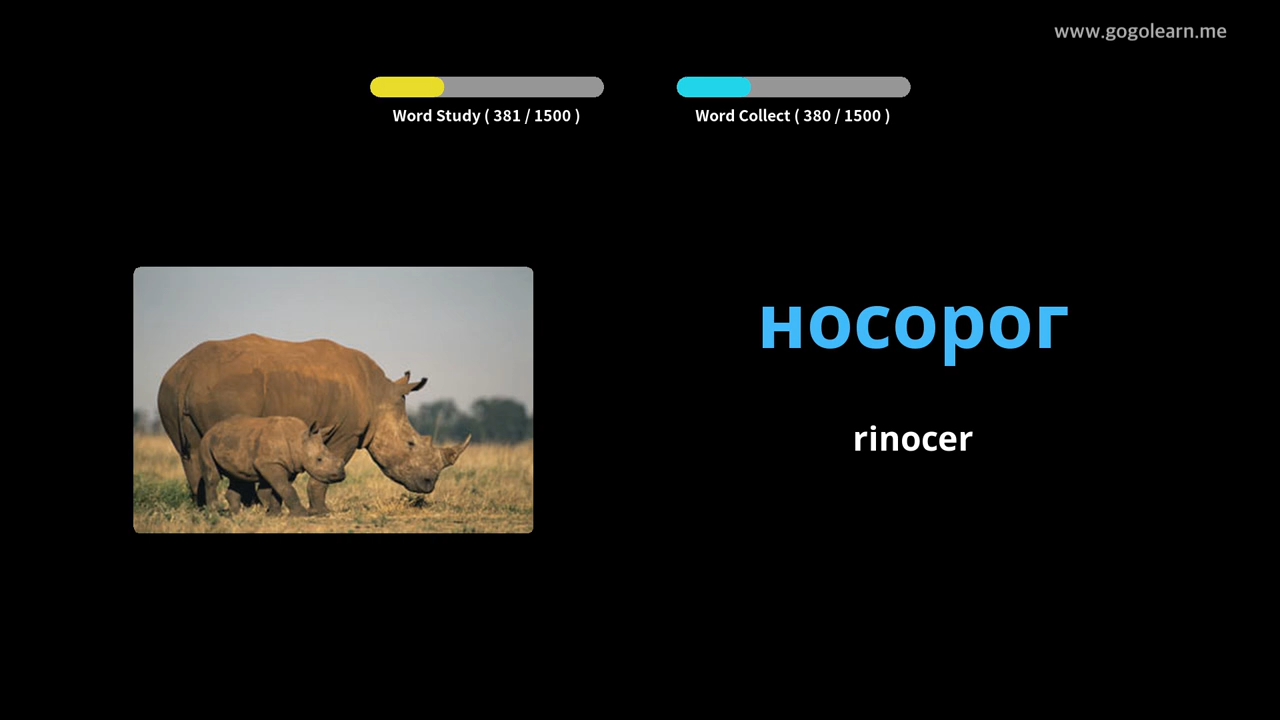 www.gogolearn.me
Word Study ( 381 / 1500 )
Word Collect ( 380 / 1500 )
носорог
rinocer